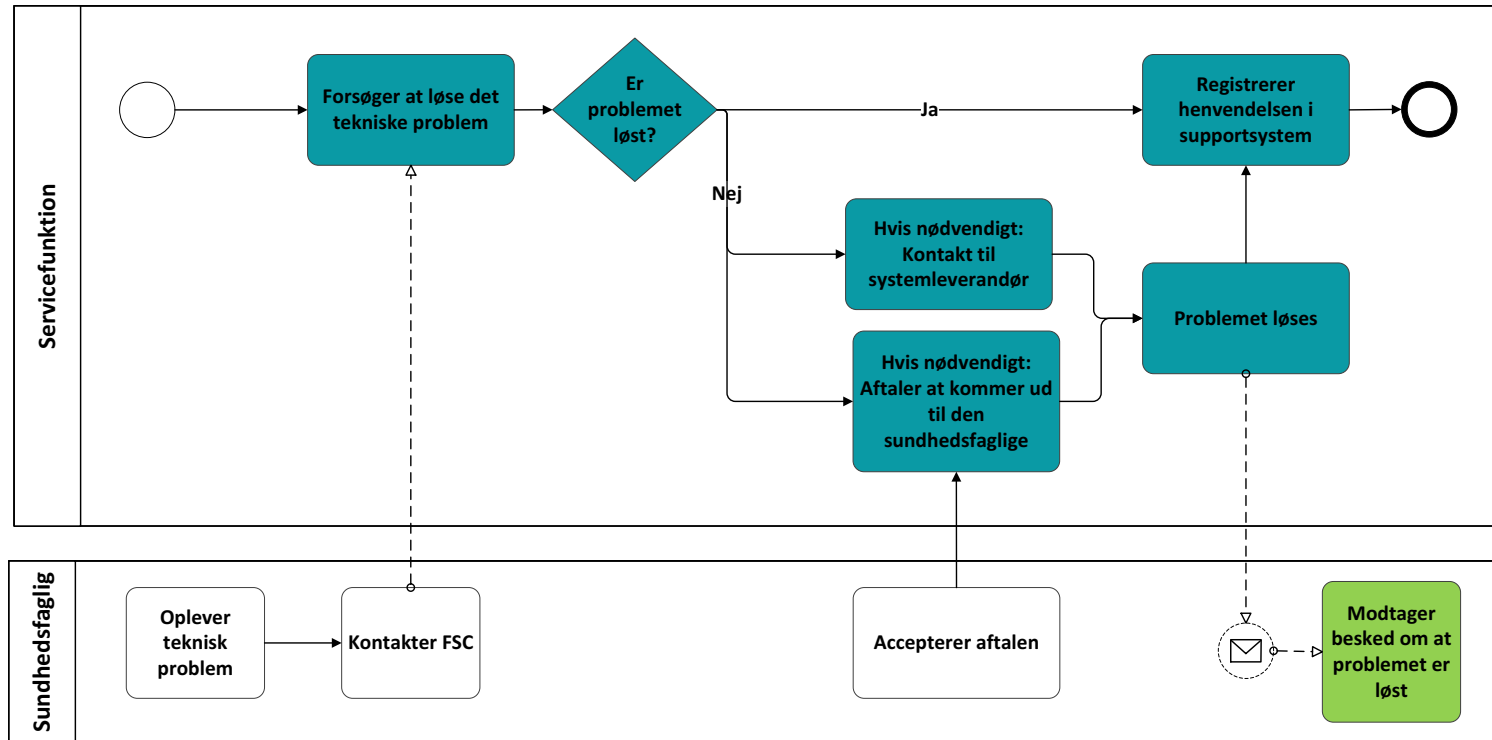 Servicefunktion
Forsøger at løse det
tekniske problem
Er
problemet
løst?
Ja
Registrerer
henvendelsen i
supportsystem
Nej
Hvis nødvendigt:
Kontakt til
systemleverandør
Problemet løses
Hvis nødvendigt:
Aftaler at kommer ud
til den
sundhedsfaglige
Sundhedsfaglig
Oplever
teknisk
problem
Kontakter FSC
Accepterer aftalen
Modtager
besked om at
problemet er
løst